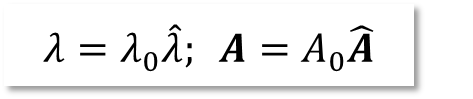 λ = λ₀λ̂; 𝑨 = A₀𝑨̂